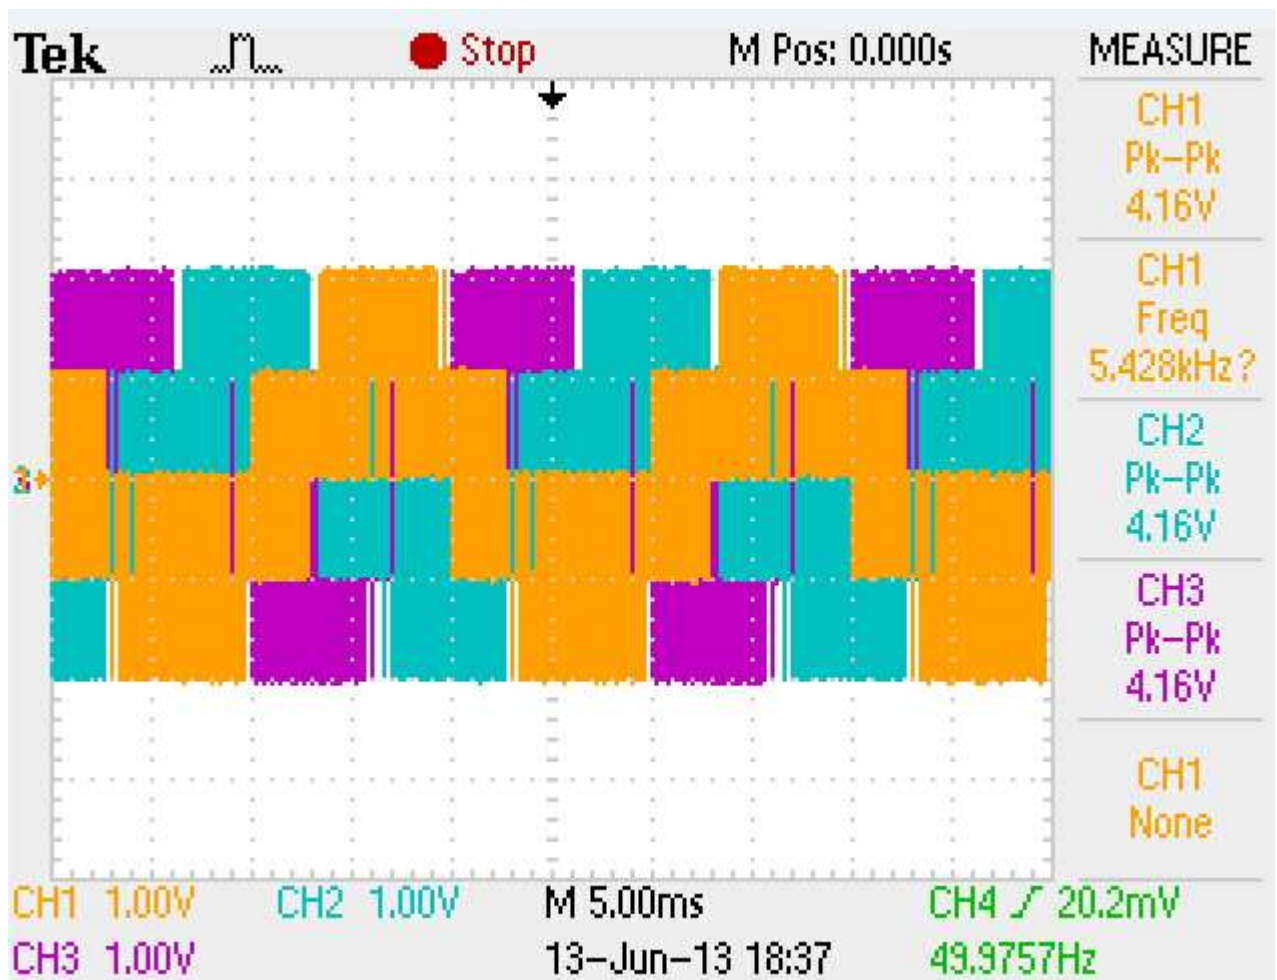 Tek Stop M Pos: 0.000s MEASURE
CH1
Pk-Pk
4.16V
CH1
Freq
5.428kHz?
CH2
Pk-Pk
4.16V
CH3
Pk-Pk
4.16V
CH1
None
CH1 1.00V CH2 1.00V M 5.00ms CH4 20.2mV
CH3 1.00V 13-Jun-13 18:37 49.9757Hz